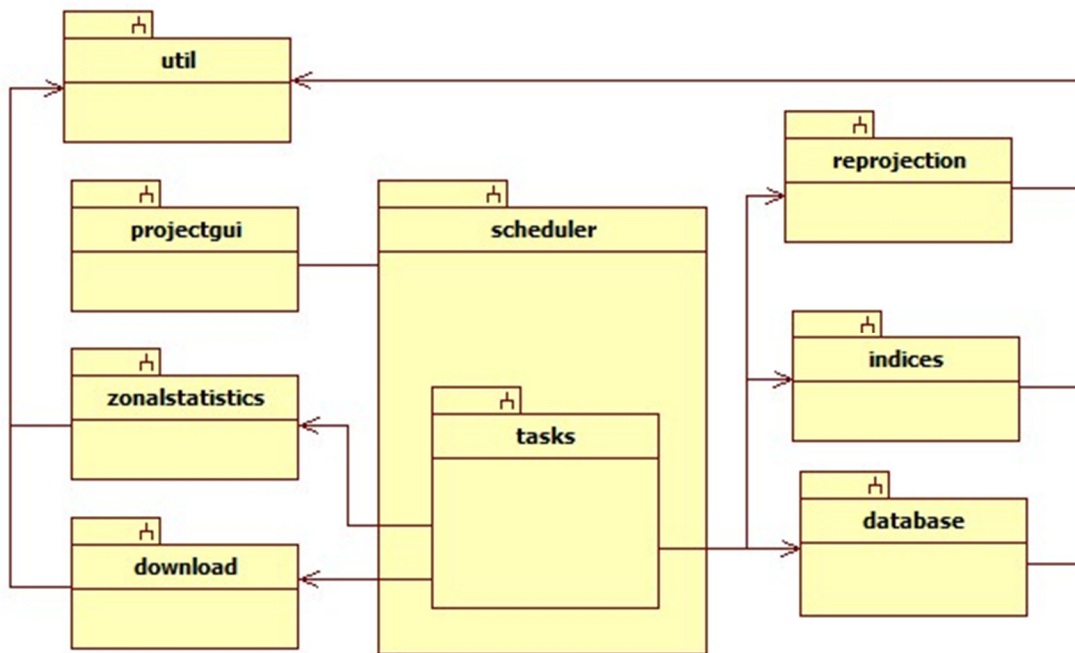 util
reprojection
projectgui
scheduler
indices
zonalstatistics
tasks
database
download